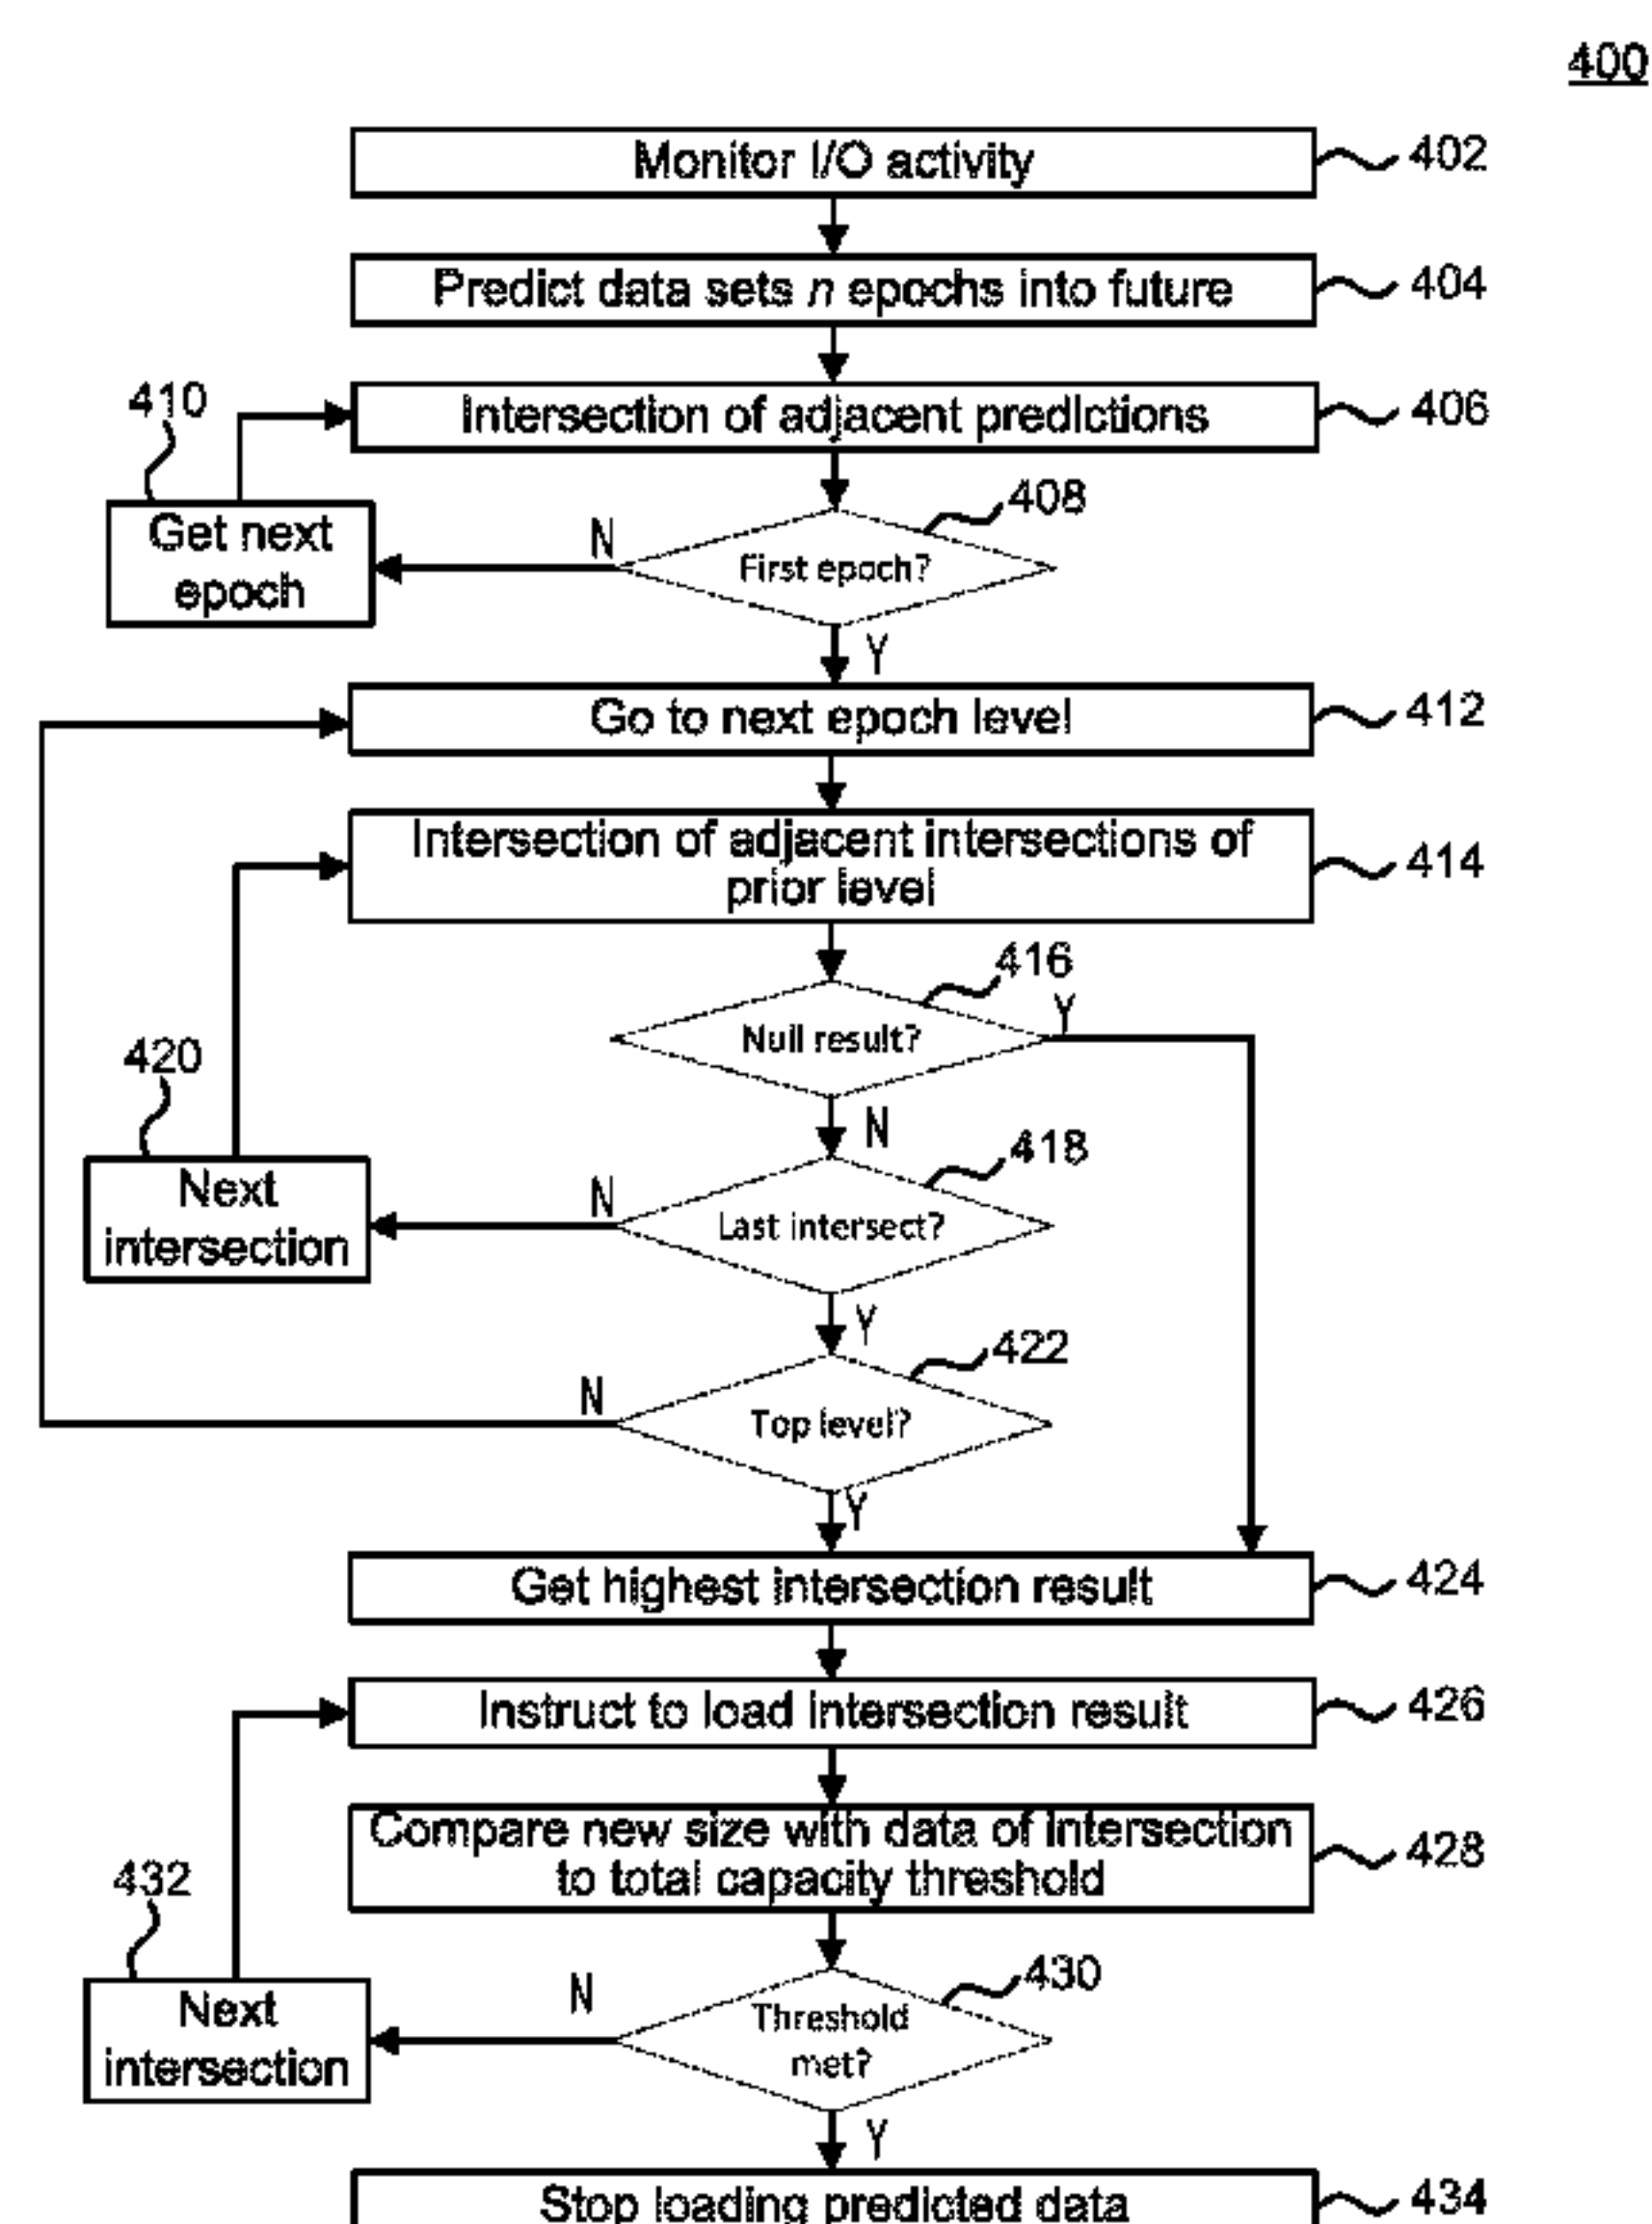 400
Monitor I/O activity
402
Predict data sets n epochs into future
404
410
Intersection of adjacent predictions
406
408
Get next
epoch
N
First epoch?
Y
Go to next epoch level
412
Intersection of adjacent intersections of
prior level
414
416
Y
Null result?
420
N
418
Next
intersection
N
Last intersect?
Y
422
N
Top level?
Y
Get highest intersection result
424
Instruct to load intersection result
426
Compare new size with data of intersection
to total capacity threshold
428
432
430
Next
intersection
N
Threshold
met?
Y
Stop loading predicted data
434